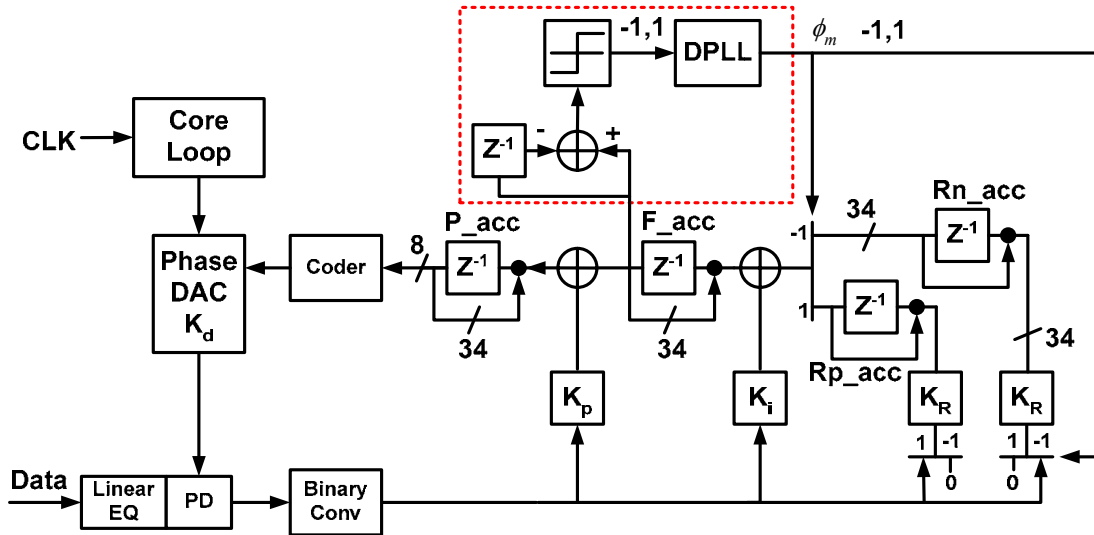 -1,1
ϕm -1,1
DPLL
Core
Loop
CLK
Z-1
-
+
Rn_acc
34
P_acc
F_acc
-1
Z-1
8
Phase
DAC
Kd
Coder
Z-1
Z-1
1
Z-1
34
34
34
Rp_acc
Kp
Ki
KR
KR
1
-1
1
-1
0
0
Data
Linear
EQ
PD
Binary
Conv